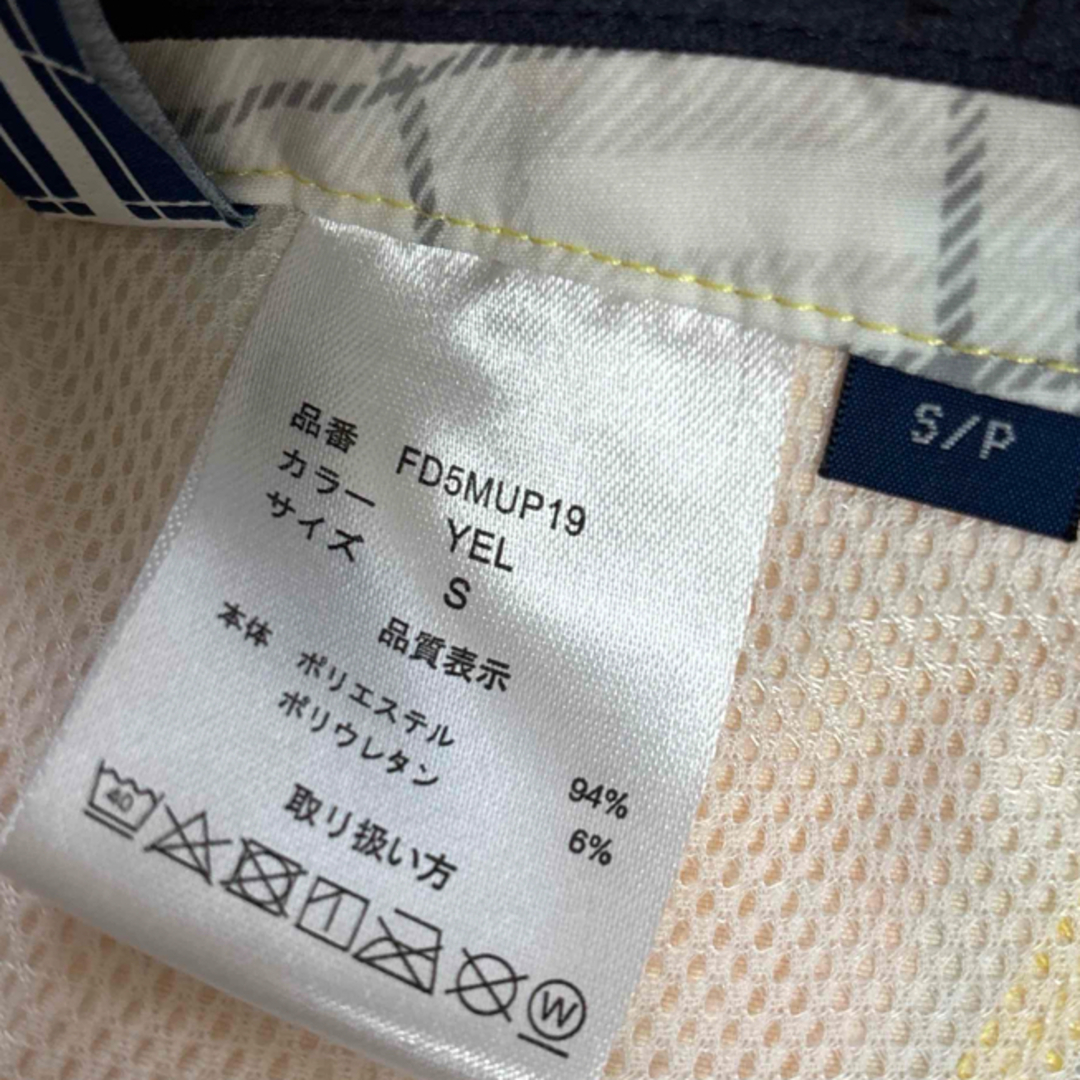 品番 FD5MUP19
カラー YEL
サイズ S
品質表示
本体 ポリエステル 94%
ポリウレタン 6%
取り扱い方
40
W
S/P